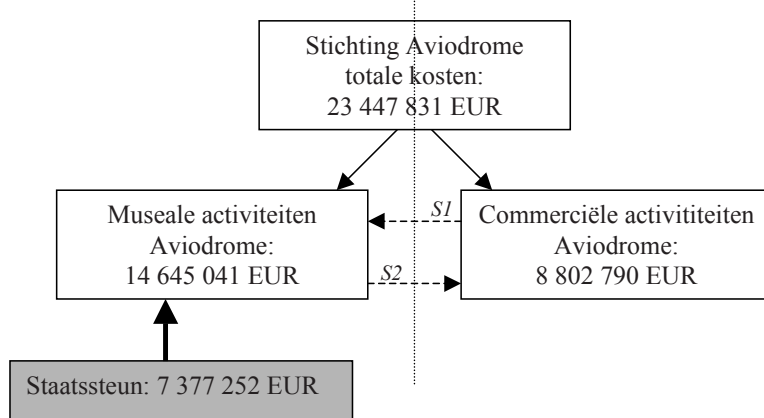 Stichting Aviodrome
totale kosten:
23 447 831 EUR
Museale activiteiten
Aviodrome:
14 645 041 EUR
S1
S2
Commerciële activititeiten
Aviodrome:
8 802 790 EUR
Staatssteun: 7 377 252 EUR